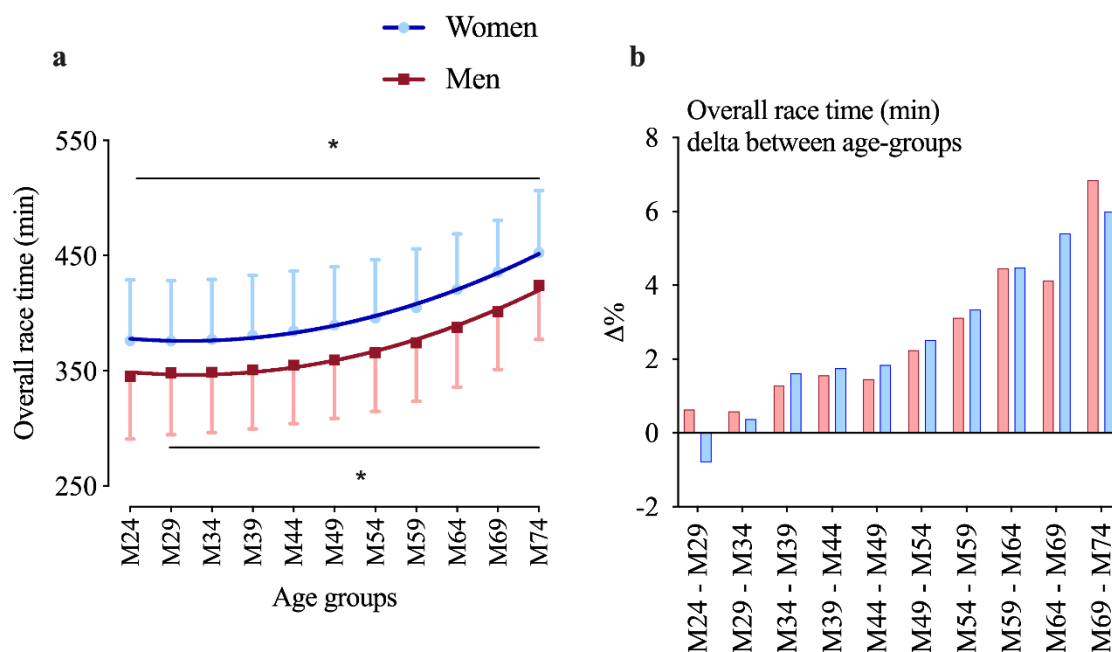 Women
Men
a
Overall race time (min)
550
450
350
250
*
*
M24
M29
M34
M39
M44
M49
M54
M59
M64
M69
M74
Age groups
b
Overall race time (min)
delta between age-groups
Δ%
8
6
4
2
0
-2
M24 - M29
M29 - M34
M34 - M39
M39 - M44
M44 - M49
M49 - M54
M54 - M59
M59 - M64
M64 - M69
M69 - M74